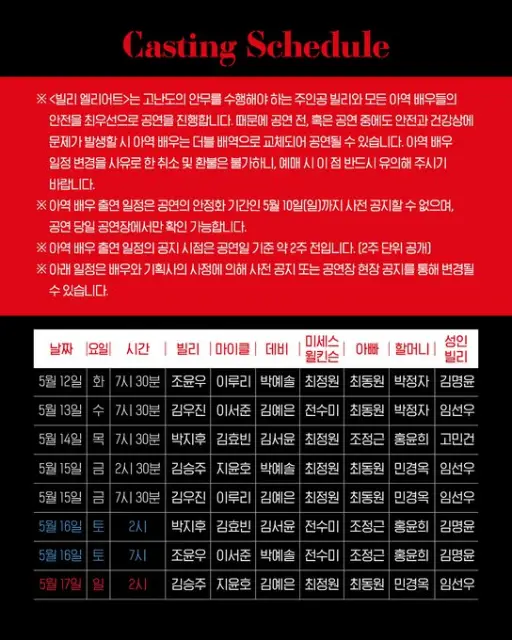 Casting Schedule
※ <빌리 엘리어트>는 고난도의 안무를 수행해야 하는 주인공 빌리와 모든 아역 배우들의
안전을 최우선으로 공연을 진행합니다. 때문에 공연 전, 혹은 공연 중에도 안전과 건강상에
문제가 발생할 시 아역 배우는 더블 배역으로 교체되어 공연될 수 있습니다. 아역 배우
일정 변경을 사유로 한 취소 및 환불은 불가하니, 예매 시 이 점 반드시 유의해 주시기
바랍니다.
※ 아역 배우 출연 일정은 공연의 안정화 기간인 5월 10일(일)까지 사전 공지할 수 없으며,
공연 당일 공연장에서만 확인 가능합니다.
※ 아역 배우 출연 일정의 공지 시점은 공연일 기준 약 2주 전입니다. (2주 단위 공개)
※ 아래 일정은 배우와 기획사의 사정에 의해 사전 공지 또는 공연장 현장 공지를 통해 변경될
수 있습니다.
날짜 요일 시간 빌리 마이클 데비 미세스 윌킨슨 아빠 할머니 성인 빌리
5월 12일 화 7시 30분 조윤우 이루리 박예솔 최정원 최동원 박정자 김명윤
5월 13일 수 7시 30분 김우진 이서준 김예은 전수미 최동원 박정자 임선우
5월 14일 목 7시 30분 박지후 김효빈 김서윤 최정원 조정근 홍윤희 고민건
5월 15일 금 2시 30분 김승주 지윤호 박예솔 최정원 최동원 민경옥 임선우
5월 15일 금 7시 30분 김우진 이루리 김예은 최정원 최동원 민경옥 임선우
5월 16일 토 2시 박지후 김효빈 김서윤 전수미 조정근 홍윤희 김명윤
5월 16일 토 7시 조윤우 이서준 박예솔 전수미 조정근 홍윤희 김명윤
5월 17일 일 2시 김승주 지윤호 김예은 최정원 최동원 민경옥 임선우